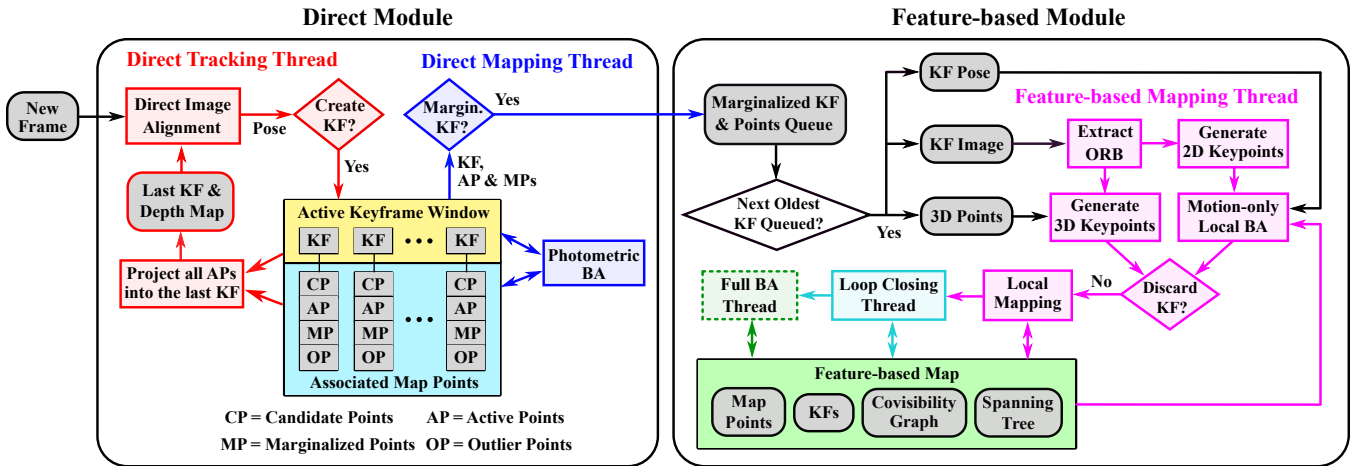 Direct Module
Feature-based Module
Direct Tracking Thread
Direct Mapping Thread
New
Frame
Direct Image
Alignment
Pose
Create
KF?
Yes
Margin.
KF?
Yes
KF,
AP & MPs
Last KF &
Depth Map
Project all APs
into the last KF
Active Keyframe Window
KF
KF
KF
CP
AP
MP
OP
CP
AP
MP
OP
CP
AP
MP
OP
Associated Map Points
Photometric
BA
CP = Candidate Points
AP = Active Points
MP = Marginalized Points
OP = Outlier Points
Marginalized KF
& Points Queue
Next Oldest
KF Queued?
Yes
KF Pose
KF Image
3D Points
Feature-based Mapping Thread
Extract
ORB
Generate
2D Keypoints
Generate
3D Keypoints
Motion-only
Local BA
Discard
KF?
No
Local
Mapping
Loop Closing
Thread
Full BA
Thread
Feature-based Map
Map
Points
KFs
Covisibility
Graph
Spanning
Tree